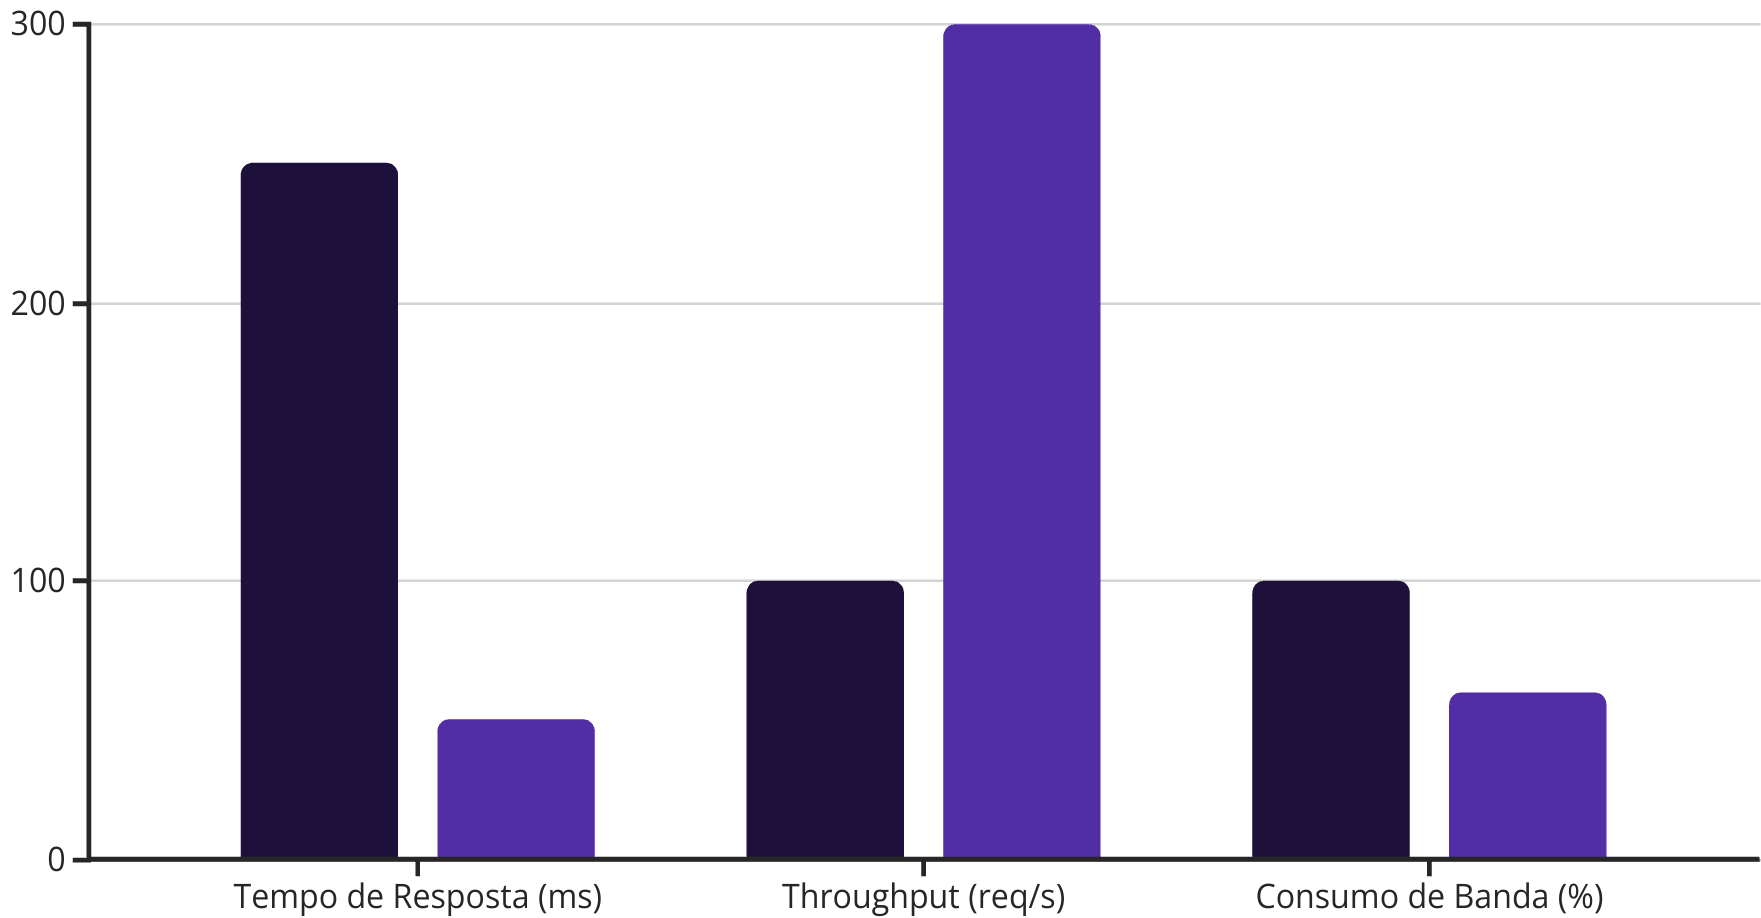 300
200
100
0
Tempo de Resposta (ms)
Throughput (req/s)
Consumo de Banda (%)